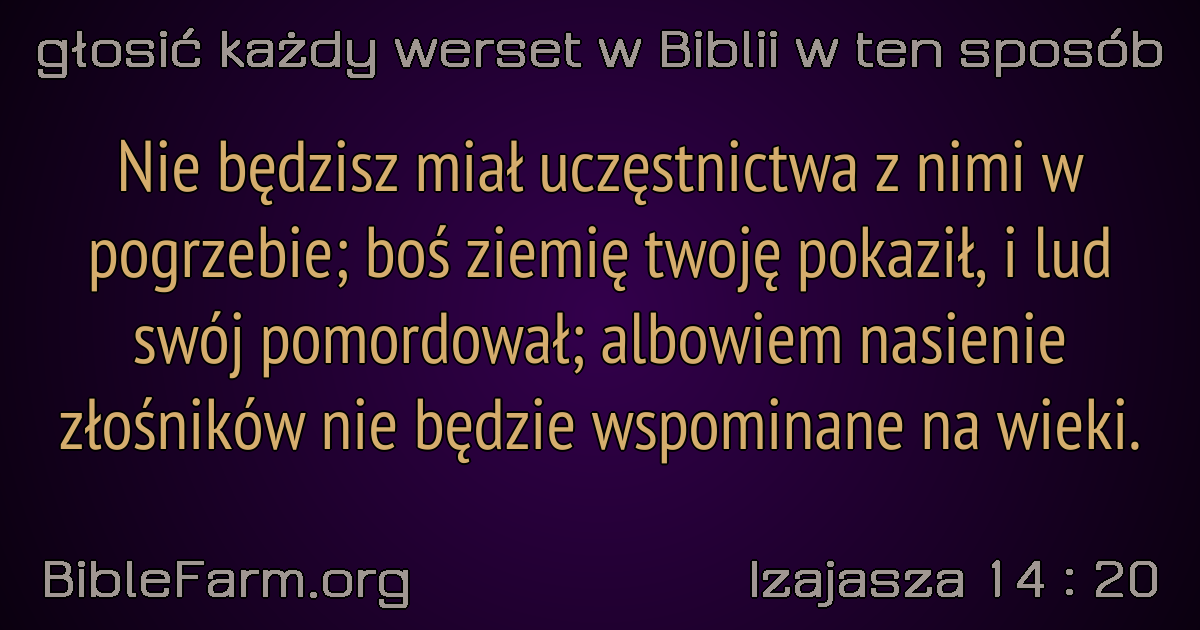 głosić każdy werset w Biblii w ten sposób
Nie będzisz miał uczęstnictwa z nimi w
pogrzebie; boś ziemię twoję pokaził, i lud
swój pomordował; albowiem nasienie
złośników nie będzie wspominane na wieki.
BibleFarm.org
Izajasza 14 : 20